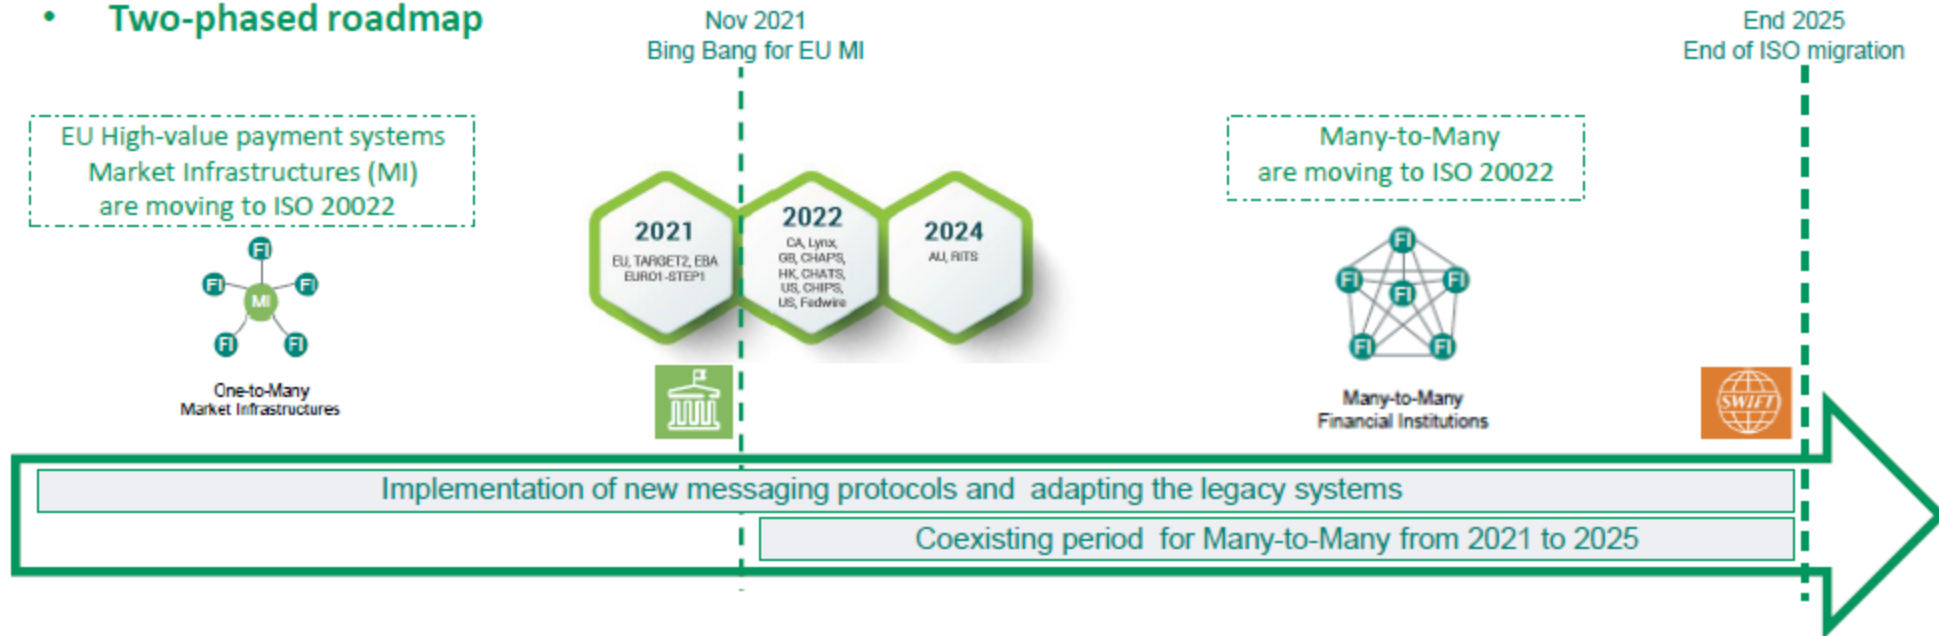 • Two-phased roadmap
Nov 2021
Bing Bang for EU MI
End 2025
End of ISO migration
EU High-value payment systems
Market Infrastructures (MI)
are moving to ISO 20022
Many-to-Many
are moving to ISO 20022
2021
EU, TARGET2, EBA
EURO1-STEP1
2022
CA, Lynx,
GB, CHAPS,
HK, CHATS,
US, CHIPS,
US, Fedwire
2024
AU, RITS
FI
FI
FI
MI
FI
FI
One-to-Many
Market Infrastructures
FI
FI
FI
FI
FI
FI
Many-to-Many
Financial Institutions
SWIFT
Implementation of new messaging protocols and adapting the legacy systems
Coexisting period for Many-to-Many from 2021 to 2025